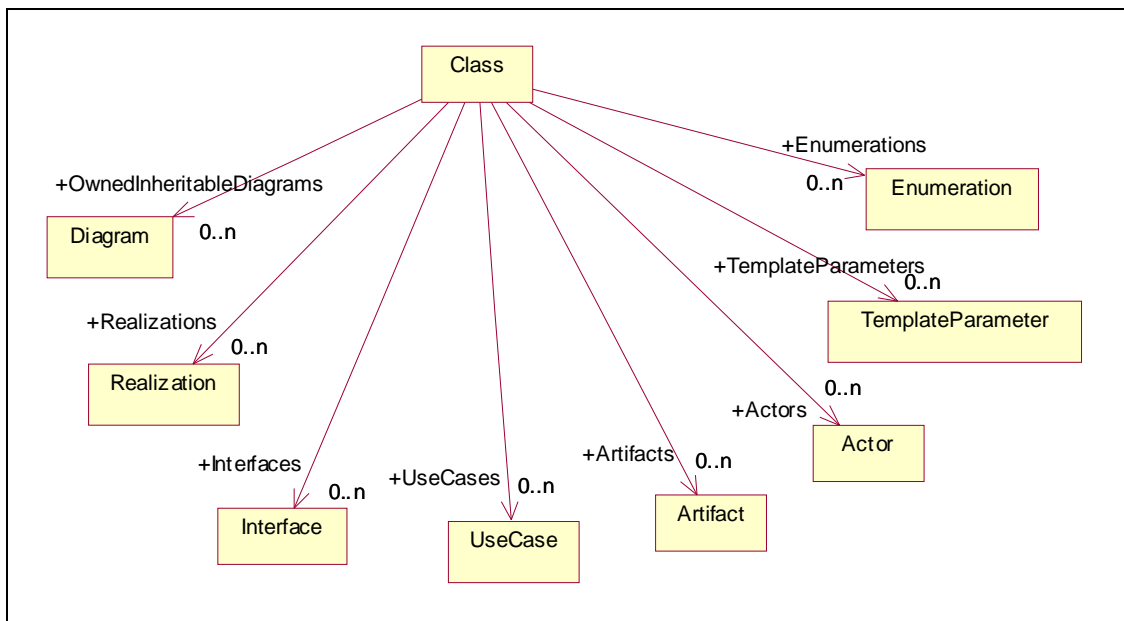 Class
+Enumerations
0..n
Enumeration
+OwnedInheritableDiagrams
0..n
Diagram
+TemplateParameters
0..n
TemplateParameter
+Realizations
0..n
Realization
0..n
+Actors
Actor
+Interfaces
0..n
Interface
+UseCases
0..n
UseCase
+Artifacts
0..n
Artifact